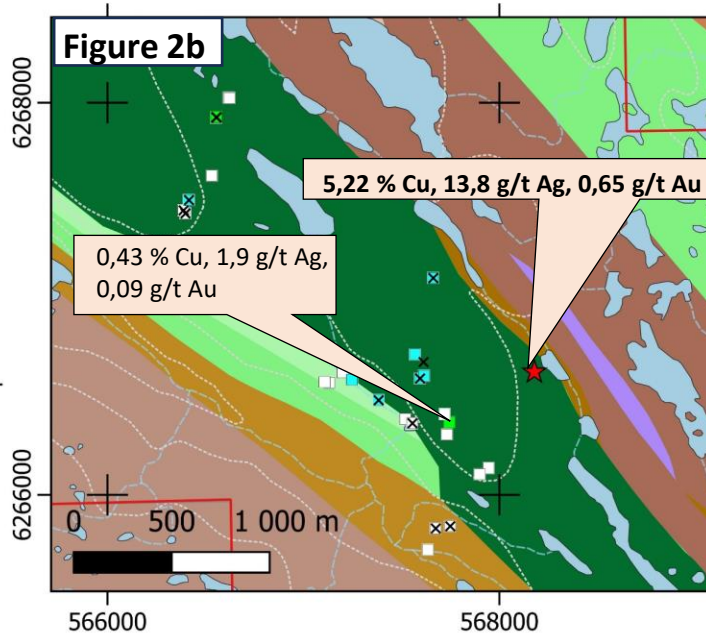 Figure 2b
6268000
5,22 % Cu, 13,8 g/t Ag, 0,65 g/t Au
0,43 % Cu, 1,9 g/t Ag,
0,09 g/t Au
6266000
0 500 1 000 m
566000 568000